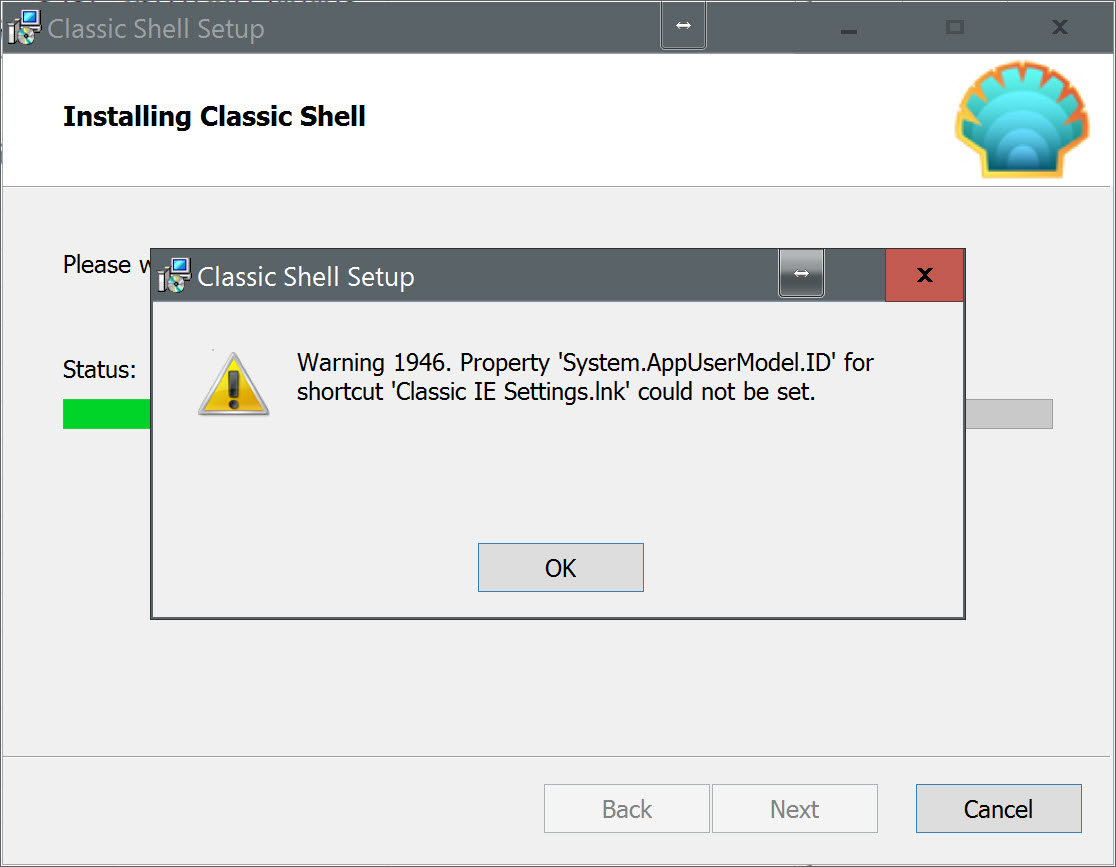 Classic Shell Setup
Installing Classic Shell
Please
Classic Shell Setup
Warning 1946. Property 'System.AppUserModel.ID' for
shortcut 'Classic IE Settings.lnk' could not be set.
Status:
OK
Back
Next
Cancel